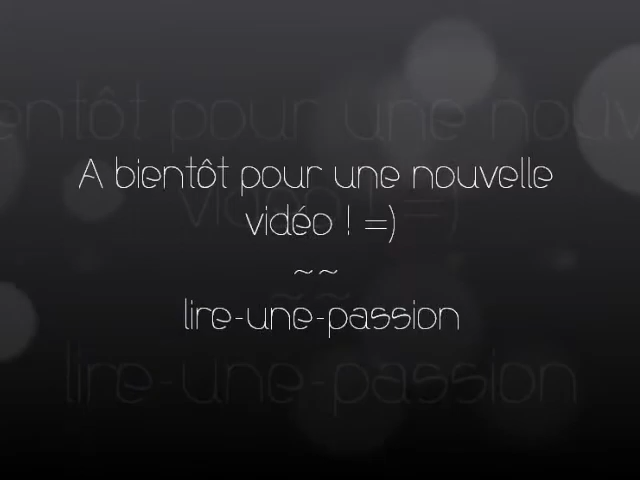 A bientôt pour une nouvelle
vidéo ! =)
~~
lire-une-passion